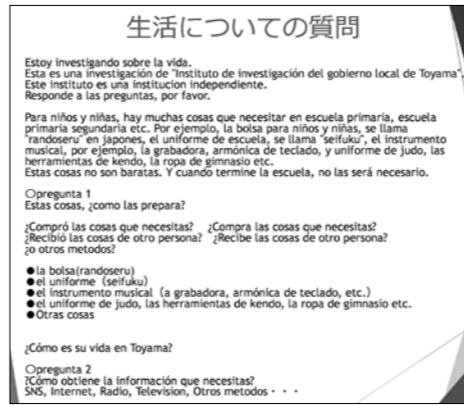 生活についての質問
Estoy investigando sobre la vida.
Esta es una investigación de "Instituto de investigación del gobierno local de Toyama".
Este instituto es una institucion independiente.
Responde a las preguntas, por favor.
Para niños y niñas, hay muchas cosas que necesitar en escuela primaria, escuela
primaria segundaria etc. Por ejemplo, la bolsa para niños y niñas, se llama
"randoseru" en japones, el uniforme de escuela, se llama "seifuku", el instrumento
musical, por ejemplo, la grabadora, armónica de teclado, y uniforme de judo, las
herramientas de kendo, la ropa de gimnasio etc.
Estas cosas no son baratas. Y cuando termine la escuela, no las será necesario.
○pregunta 1
Estas cosas, ¿como las prepara?
¿Compró las cosas que necesitas? ¿Compra las cosas que necesitas?
¿Recibió las cosas de otro persona? ¿Recibe las cosas de otro persona?
¿o otros metodos?
●la bolsa(randoseru)
●el uniforme (seifuku)
●el instrumento musical (a grabadora, armónica de teclado, etc.)
●el uniforme de judo, las herramientas de kendo, la ropa de gimnasio etc.
●Otras cosas
¿Cómo es su vida en Toyama?
○pregunta 2
?Cómo obtiene la información que necesitas?
SNS, Internet, Radio, Television, Otros metodos・・・